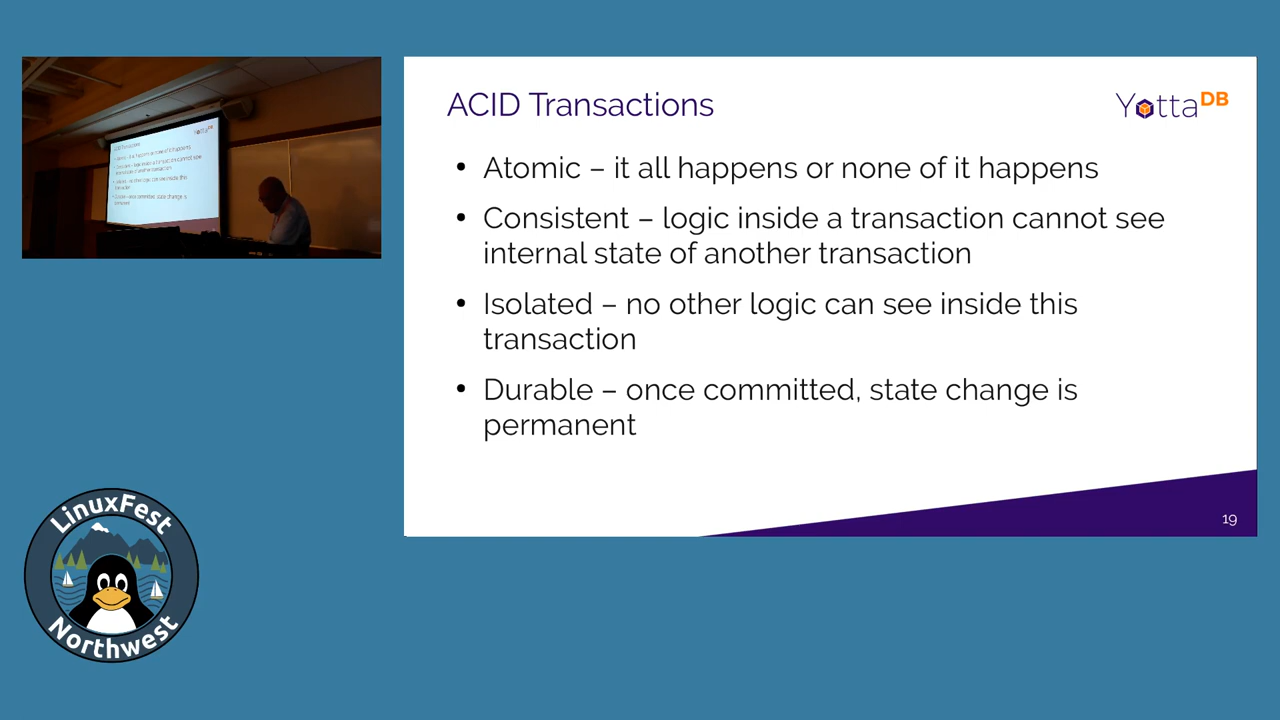 ACID Transactions
YottaDB
• Atomic – it all happens or none of it happens
• Consistent – logic inside a transaction cannot see
internal state of another transaction
• Isolated – no other logic can see inside this
transaction
• Durable – once committed, state change is
permanent
19
LinuxFest
Northwest